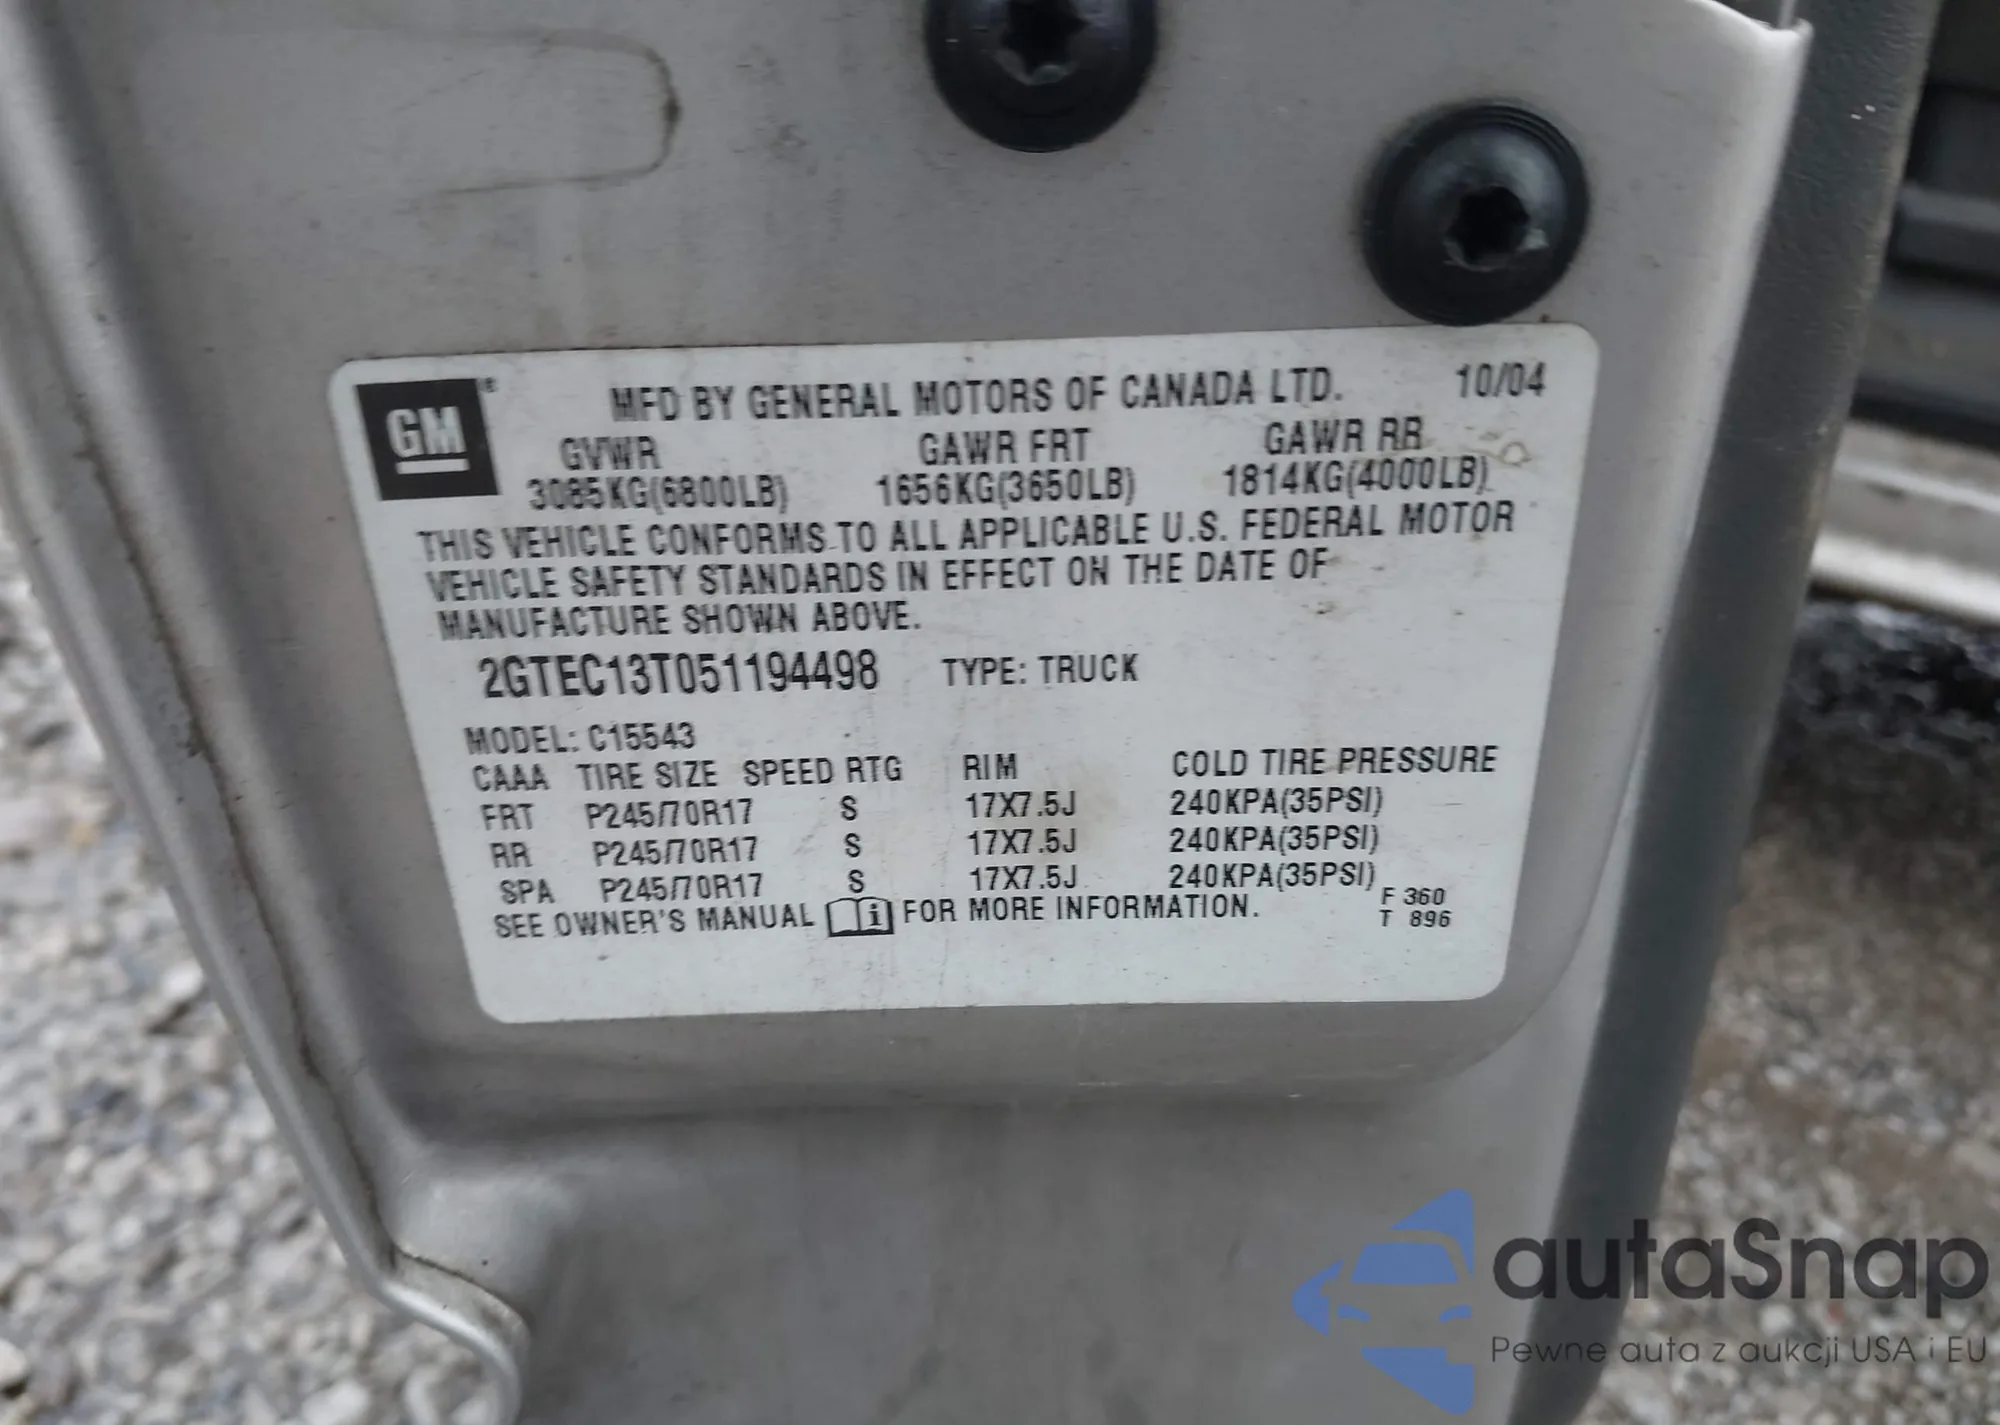 GM®
MFD BY GENERAL MOTORS OF CANADA LTD. 10/04
GVWR GAWR FRT GAWR RR
3085KG(6800LB) 1656KG(3650LB) 1814KG(4000LB)
THIS VEHICLE CONFORMS TO ALL APPLICABLE U.S. FEDERAL MOTOR
VEHICLE SAFETY STANDARDS IN EFFECT ON THE DATE OF
MANUFACTURE SHOWN ABOVE.
2GTEC13T051194498 TYPE: TRUCK
MODEL: C15543
CAAA TIRE SIZE SPEED RTG RIM COLD TIRE PRESSURE
FRT P245/70R17 S 17X7.5J 240KPA(35PSI)
RR P245/70R17 S 17X7.5J 240KPA(35PSI)
SPA P245/70R17 S 17X7.5J 240KPA(35PSI)
SEE OWNER'S MANUAL i FOR MORE INFORMATION.
F 360
T 896
autaSnap
Pewne auta z aukcji USA i EU